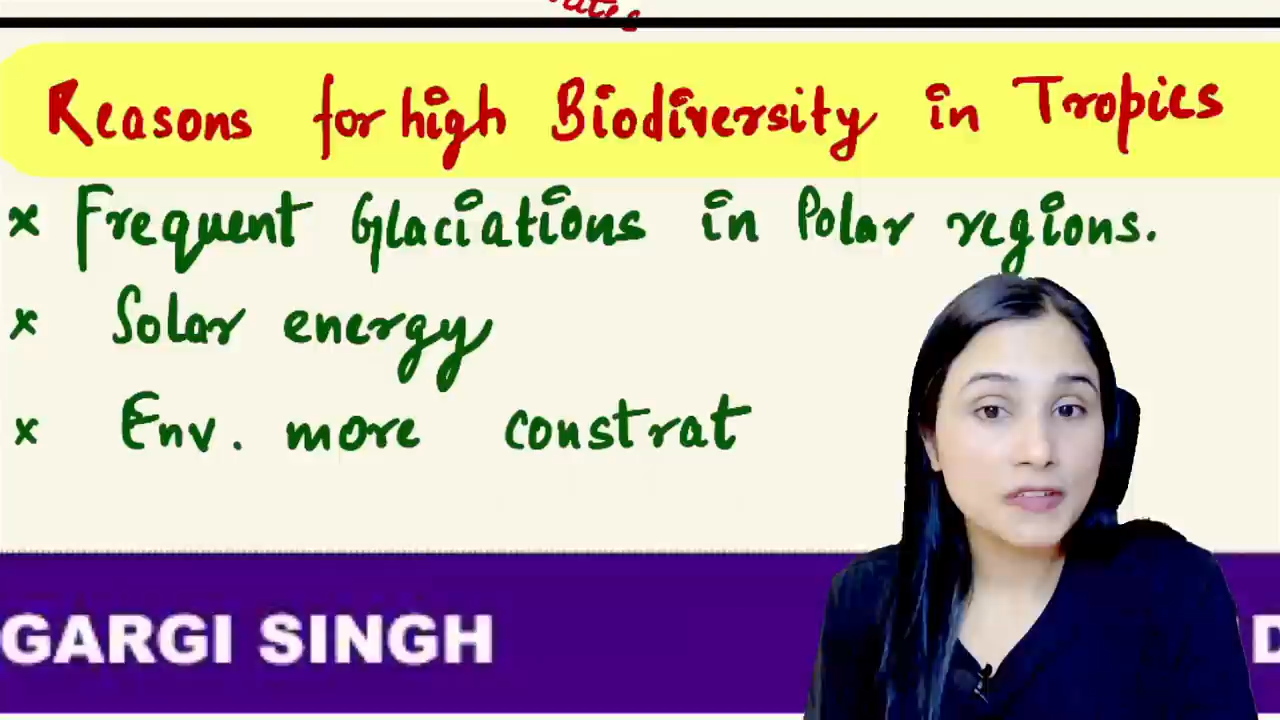 Reasons for high Biodiversity in Tropics
x Frequent Glaciations in Polar regions.
x Solar energy
x Env. more constrat
GARGI SINGH